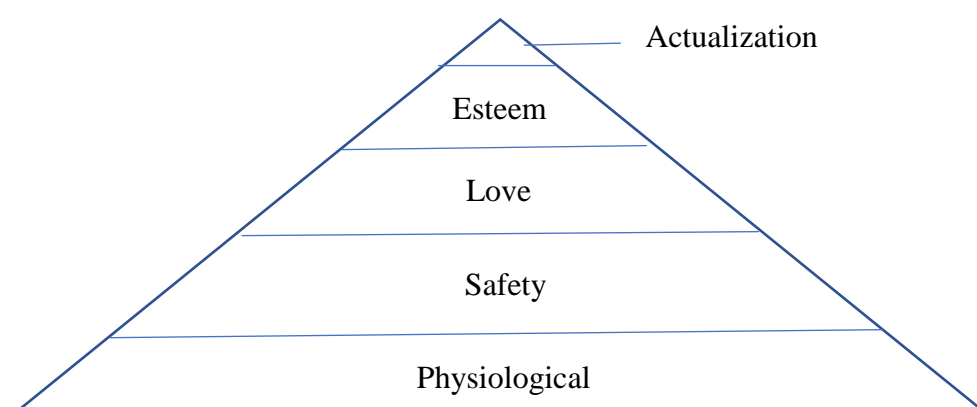 Actualization
Esteem
Love
Safety
Physiological